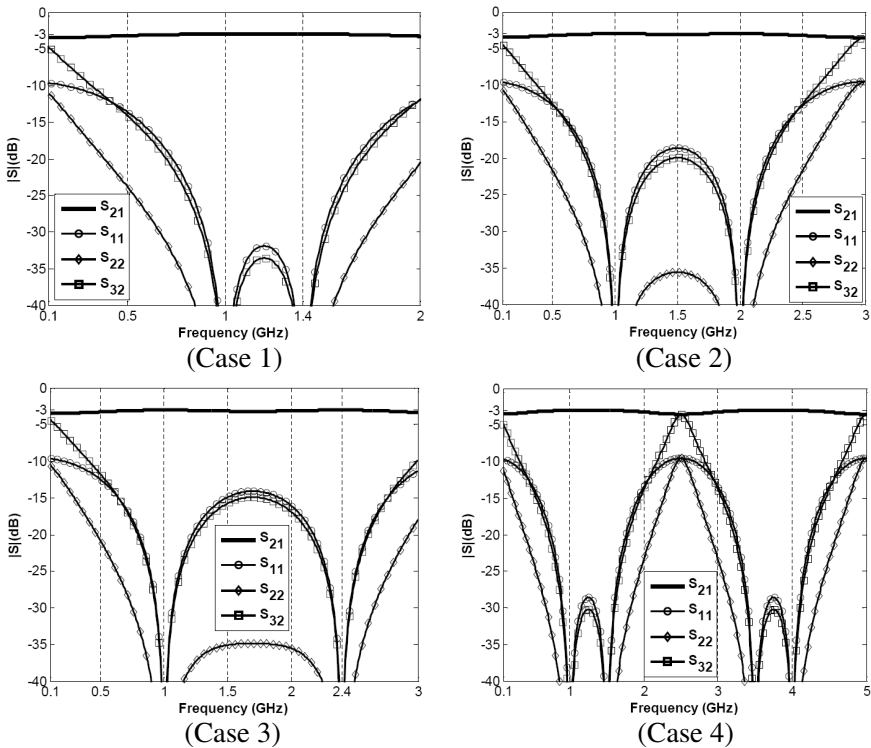 0
-3
-5
-10
-15
-20
-25
-30
-35
-40
|S|(dB)
S21
S11
S22
S32
0.1 0.5 1 1.4 2
Frequency (GHz)
(Case 1)
0
-3
-5
-10
-15
-20
-25
-30
-35
-40
|S|(dB)
S21
S11
S22
S32
0.1 0.5 1 1.5 2 2.5 3
Frequency (GHz)
(Case 2)
0
-3
-5
-10
-15
-20
-25
-30
-35
-40
|S|(dB)
S21
S11
S22
S32
0.1 0.5 1 1.5 2 2.4 3
Frequency (GHz)
(Case 3)
0
-3
-5
-10
-15
-20
-25
-30
-35
-40
|S|(dB)
S21
S11
S22
S32
0.1 1 2 3 4 5
Frequency (GHz)
(Case 4)